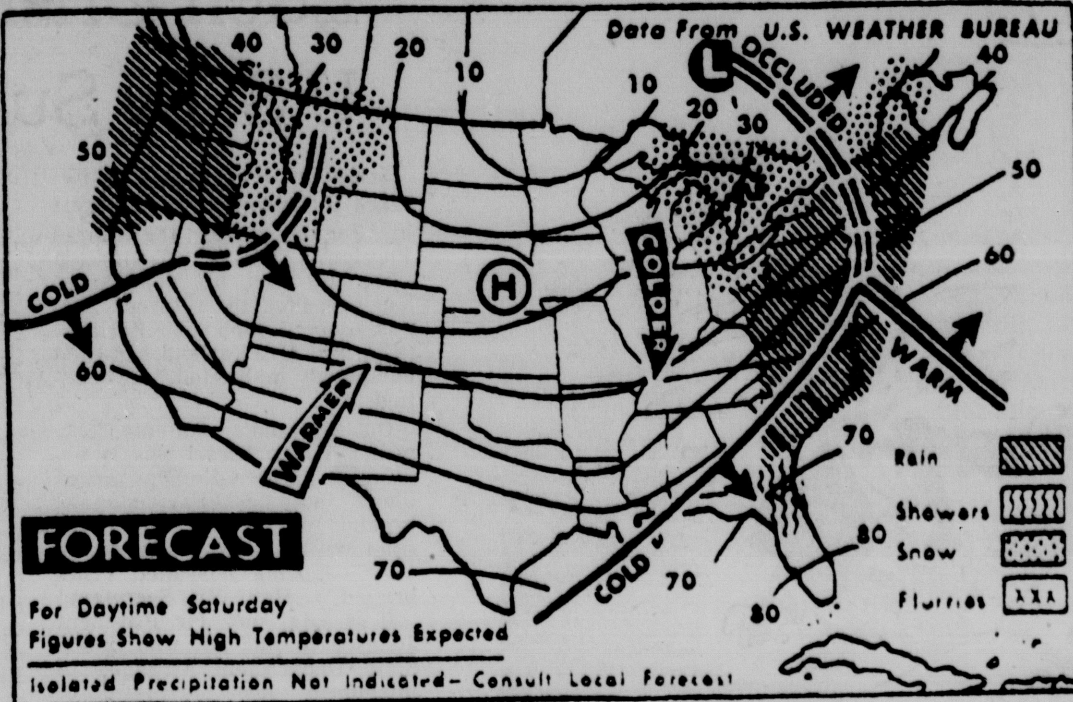 Data From U.S. WEATHER BUREAU
40 30 20 10
L OCCLUDED 40
10 20 30
50
50
COLD
H
COLDER
60
60
WARMER
WARM
70
Rain
Showers
Snow
Flurries
FORECAST
70
COLD
70
80
80
For Daytime Saturday
Figures Show High Temperatures Expected
Isolated Precipitation Not Indicated - Consult Local Forecast
Su